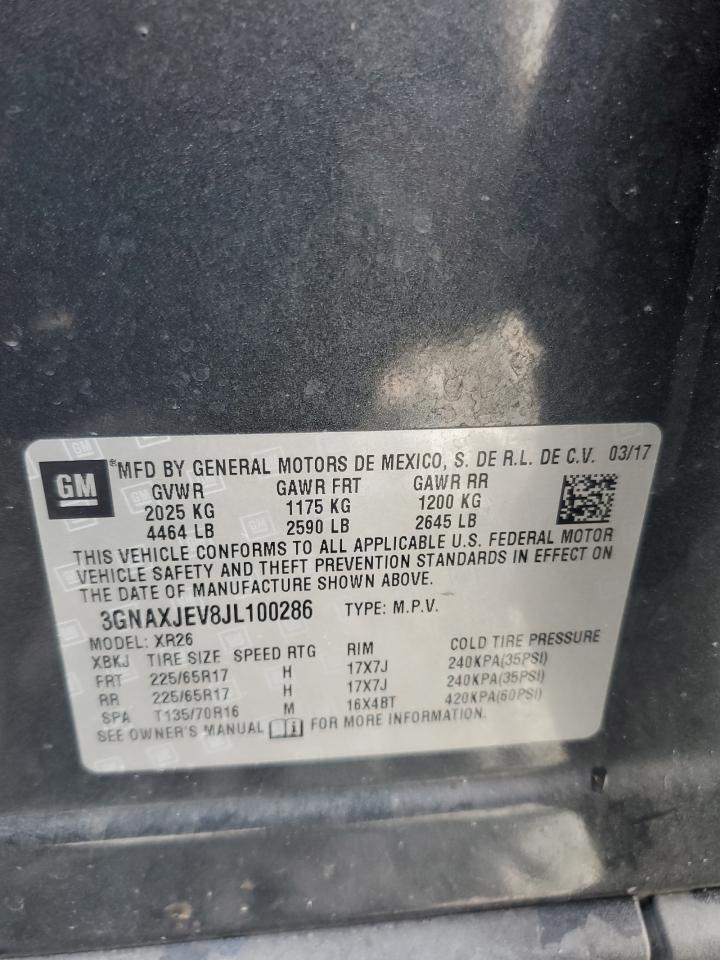 GM ® MFD BY GENERAL MOTORS DE MEXICO, S. DE R.L. DE C.V. 03/17
GVWR GAWR FRT GAWR RR
2025 KG 1175 KG 1200 KG
4464 LB 2590 LB 2645 LB
THIS VEHICLE CONFORMS TO ALL APPLICABLE U.S. FEDERAL MOTOR
VEHICLE SAFETY AND THEFT PREVENTION STANDARDS IN EFFECT ON
THE DATE OF MANUFACTURE SHOWN ABOVE.
3GNAXJEV8JL100286 TYPE: M.P.V.
MODEL: XR26
XBKJ TIRE SIZE SPEED RTG RIM COLD TIRE PRESSURE
FRT 225/65R17 H 17X7J 240KPA(35PSI)
RR 225/65R17 H 17X7J 240KPA(35PSI)
SPA T135/70R16 M 16X4BT 420KPA(60PSI)
SEE OWNER'S MANUAL FOR MORE INFORMATION.